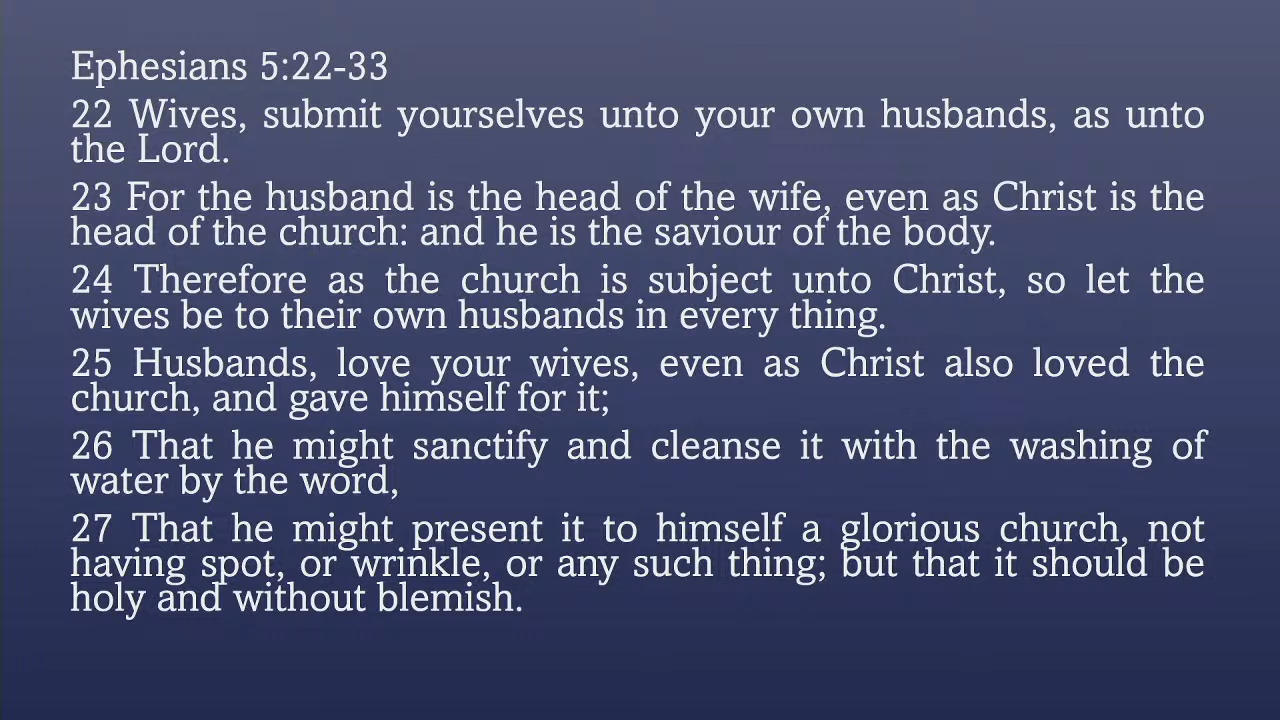 Ephesians 5:22-33
22 Wives, submit yourselves unto your own husbands, as unto
the Lord.
23 For the husband is the head of the wife, even as Christ is the
head of the church: and he is the saviour of the body.
24 Therefore as the church is subject unto Christ, so let the
wives be to their own husbands in every thing.
25 Husbands, love your wives, even as Christ also loved the
church, and gave himself for it;
26 That he might sanctify and cleanse it with the washing of
water by the word,
27 That he might present it to himself a glorious church, not
having spot, or wrinkle, or any such thing; but that it should be
holy and without blemish.